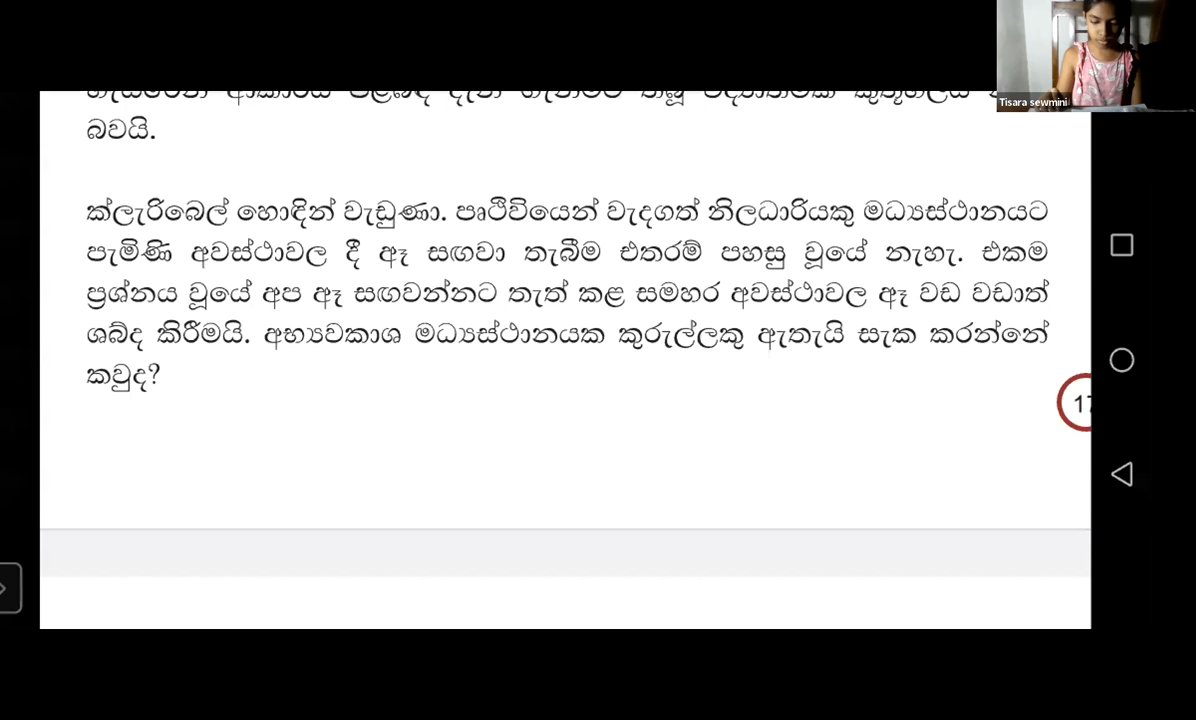 බවයි.
Tisara sewmini
ක්ලැරිබෙල් හොඳින් වැඩුණා. පෘථිවියෙන් වැදගත් නිලධාරියකු මධ්‍යස්ථානයට
පැමිණි අවස්ථාවල දී ඈ සඟවා තැබීම එතරම් පහසු වූයේ නැහැ. එකම
ප්‍රශ්නය වූයේ අප ඈ සඟවන්නට තැත් කළ සමහර අවස්ථාවල ඈ වඩ වඩාත්
ශබ්ද කිරීමයි. අභ්‍යවකාශ මධ්‍යස්ථානයක කුරුල්ලකු ඇතැයි සැක කරන්නේ
කවුද?
17